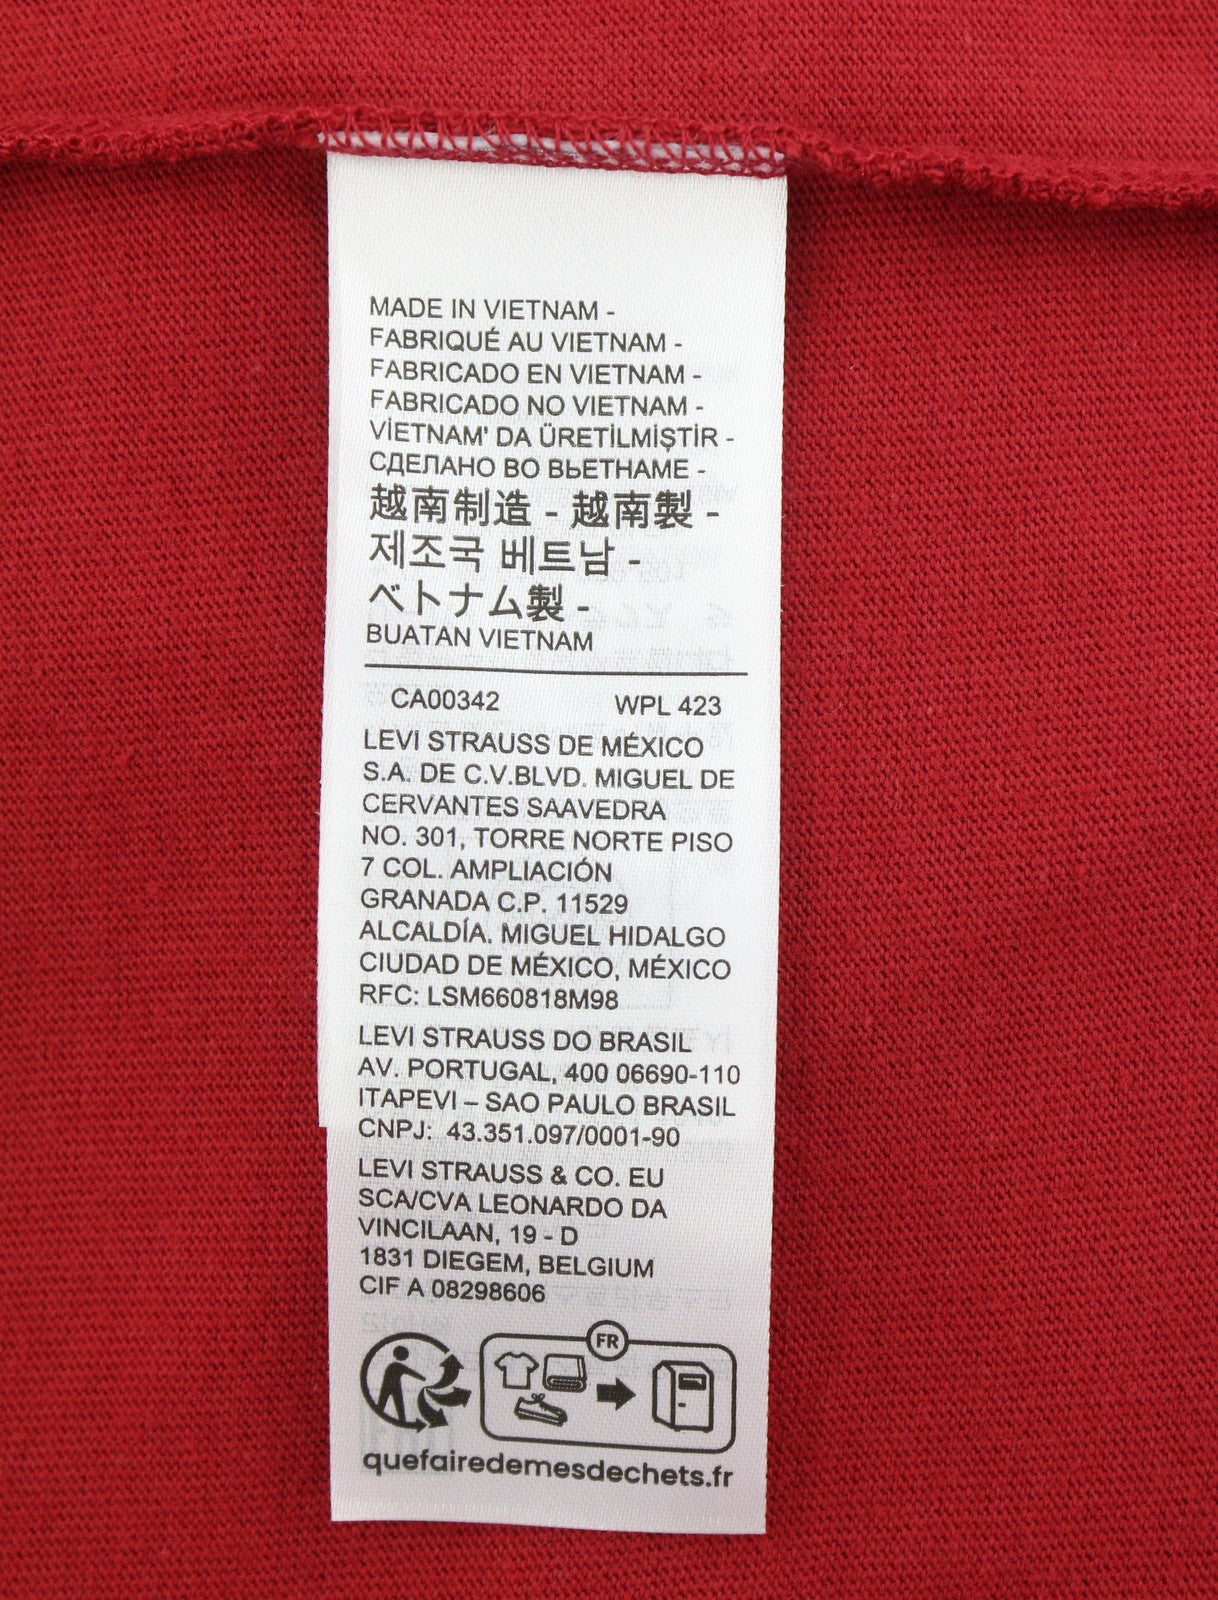 MADE IN VIETNAM -
FABRIQUÉ AU VIETNAM -
FABRICADO EN VIETNAM -
FABRICADO NO VIETNAM -
VİETNAM' DA ÜRETİLMİŞTİR -
СДЕЛАНО ВО ВЬЕТНАМЕ -
越南制造 - 越南製 -
제조국 베트남 -
ベトナム製 -
BUATAN VIETNAM
CA00342 WPL 423
LEVI STRAUSS DE MÉXICO
S.A. DE C.V.BLVD. MIGUEL DE
CERVANTES SAAVEDRA
NO. 301, TORRE NORTE PISO
7 COL. AMPLIACIÓN
GRANADA C.P. 11529
ALCALDÍA. MIGUEL HIDALGO
CIUDAD DE MÉXICO, MÉXICO
RFC: LSM660818M98
LEVI STRAUSS DO BRASIL
AV. PORTUGAL, 400 06690-110
ITAPEVI – SAO PAULO BRASIL
CNPJ: 43.351.097/0001-90
LEVI STRAUSS & CO. EU
SCA/CVA LEONARDO DA
VINCILAAN, 19 - D
1831 DIEGEM, BELGIUM
CIF A 08298606
FR
quefairedemesdechets.fr